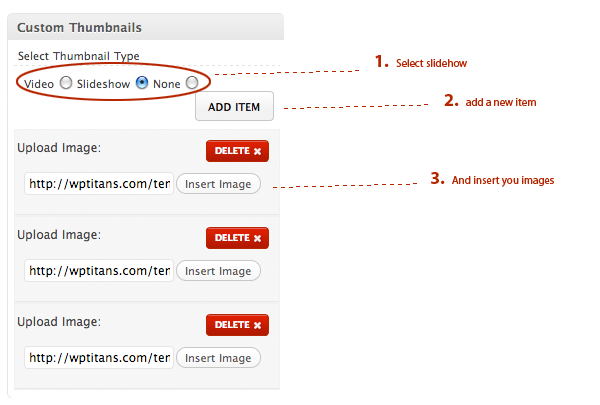 Custom Thumbnails
Select Thumbnail Type
Video Slideshow None
ADD ITEM
1. Select slidehow
2. add a new item
Upload Image:
DELETE ×
http://wptitans.com/ter
Insert Image
3. And insert you images
Upload Image:
DELETE ×
http://wptitans.com/ter
Insert Image
Upload Image:
DELETE ×
http://wptitans.com/ter
Insert Image